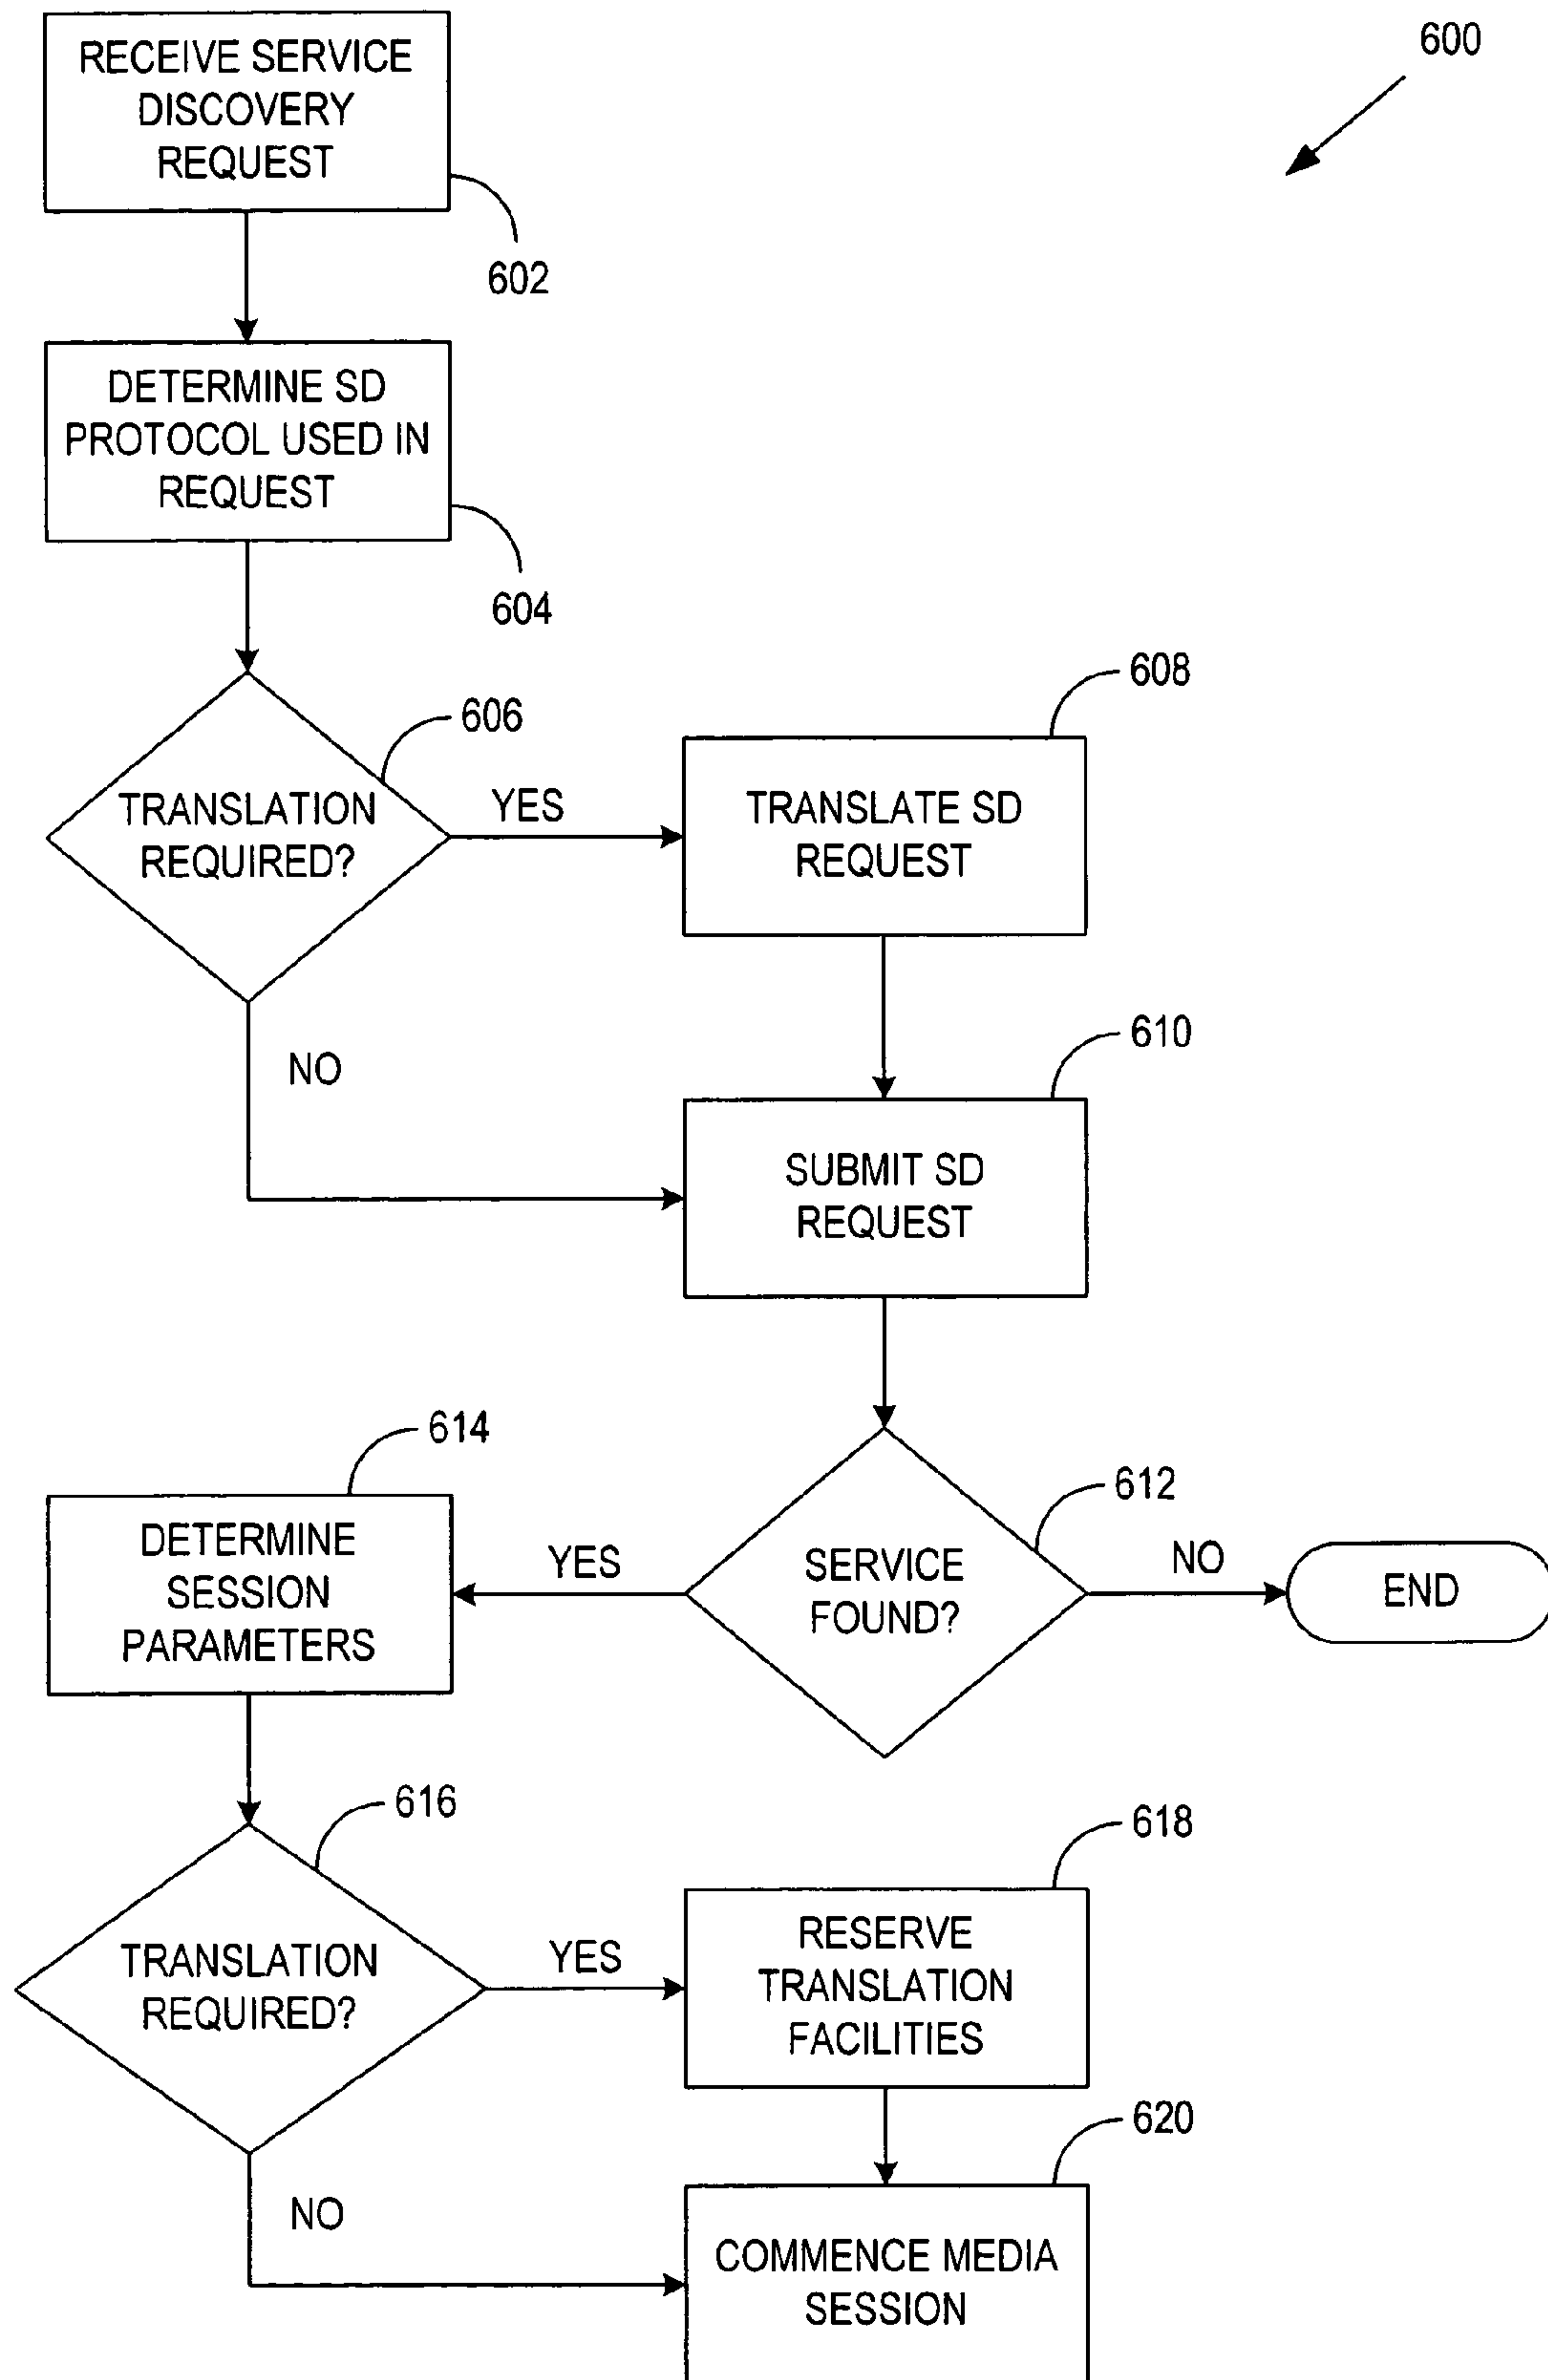 600
RECEIVE SERVICE
DISCOVERY
REQUEST
602
DETERMINE SD
PROTOCOL USED IN
REQUEST
604
606
TRANSLATION
REQUIRED?
YES
NO
608
TRANSLATE SD
REQUEST
610
SUBMIT SD
REQUEST
612
SERVICE
FOUND?
NO
END
YES
614
DETERMINE
SESSION
PARAMETERS
616
TRANSLATION
REQUIRED?
YES
NO
618
RESERVE
TRANSLATION
FACILITIES
620
COMMENCE MEDIA
SESSION